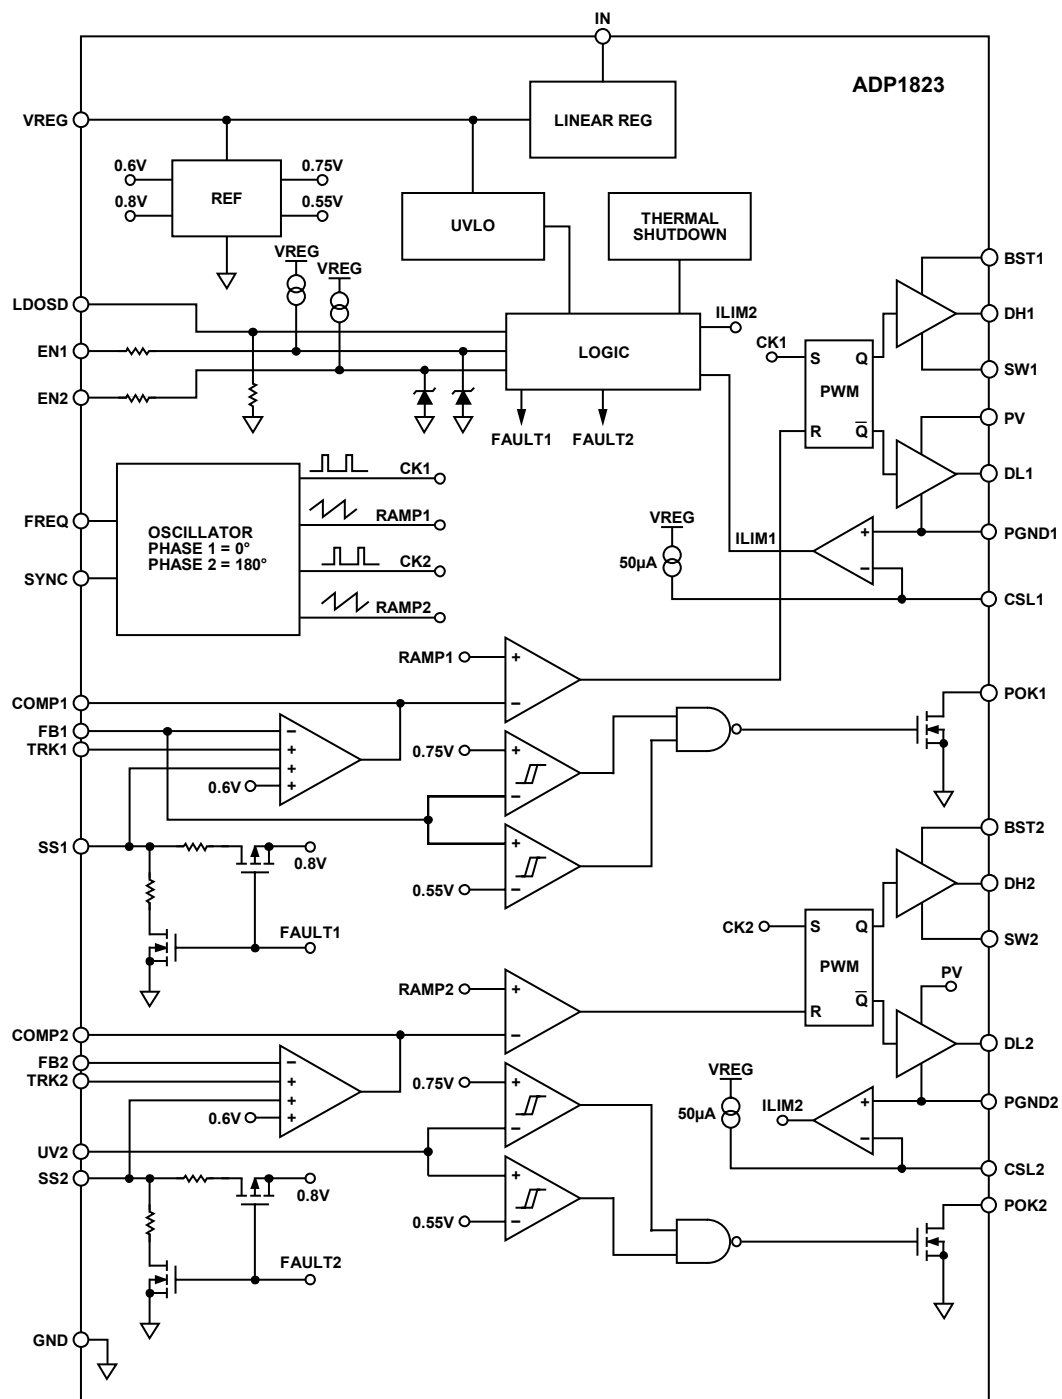 IN
ADP1823
VREG
LINEAR REG
0.6V
0.75V
REF
0.8V
0.55V
UVLO
THERMAL
SHUTDOWN
VREG
VREG
BST1
LDOSD
ILIM2
DH1
EN1
LOGIC
CK1
S
Q
SW1
EN2
PWM
PV
FAULT1
FAULT2
R
Q
DL1
CK1
FREQ
OSCILLATOR
PHASE 1 = 0°
PHASE 2 = 180°
RAMP1
VREG
PGND1
ILIM1
+
50µA
−
CK2
SYNC
CSL1
RAMP2
RAMP1
+
COMP1
−
POK1
FB1
−
TRK1
+
0.75V
+
+
0.6V
+
−
BST2
SS1
+
0.8V
0.55V
−
DH2
CK2
S
Q
FAULT1
SW2
PWM
PV
RAMP2
+
R
Q
COMP2
−
DL2
FB2
−
VREG
TRK2
+
0.75V
+
PGND2
+
50µA
ILIM2
+
0.6V
+
−
−
UV2
CSL2
SS2
+
0.8V
POK2
0.55V
−
FAULT2
GND